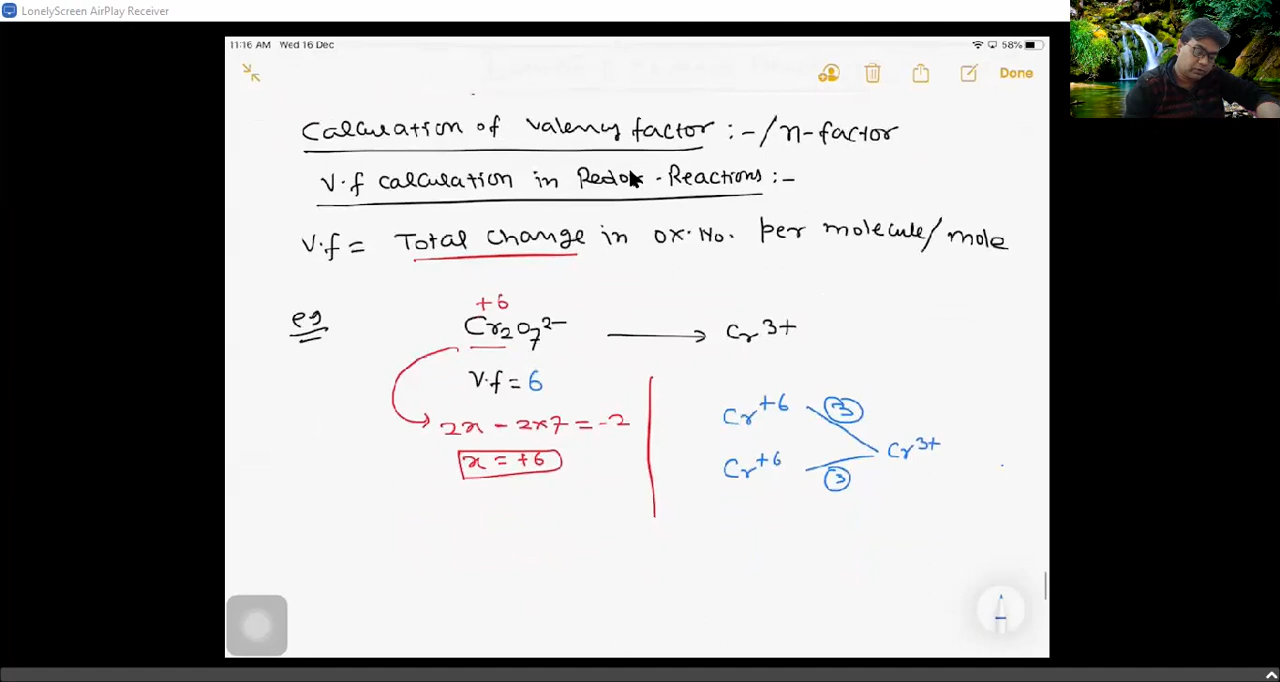 LonelyScreen AirPlay Receiver
11:16 AM Wed 16 Dec
58%
Done
Calculation of valency factor :- / n-factor
V.f calculation in Redox - Reactions :-
V.f = Total change in ox. No. per molecule/mole
eg
+6
Cr₂O₇²⁻ → Cr³⁺
V.f = 6
2x - 2×7 = -2
x = +6
Cr⁺⁶ 3
Cr³⁺
Cr⁺⁶ 3